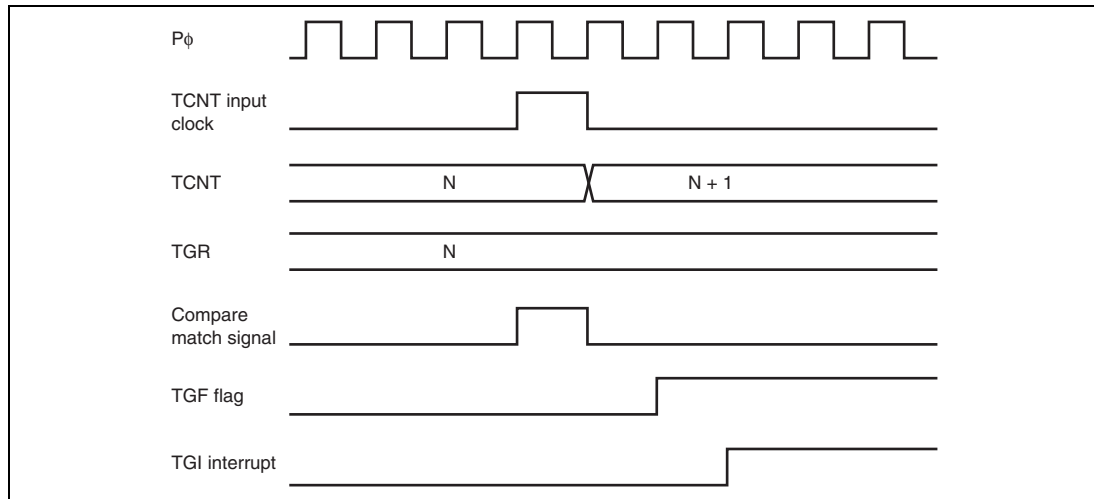 Pϕ
TCNT input
clock
TCNT
N
N + 1
TGR
N
Compare
match signal
TGF flag
TGI interrupt